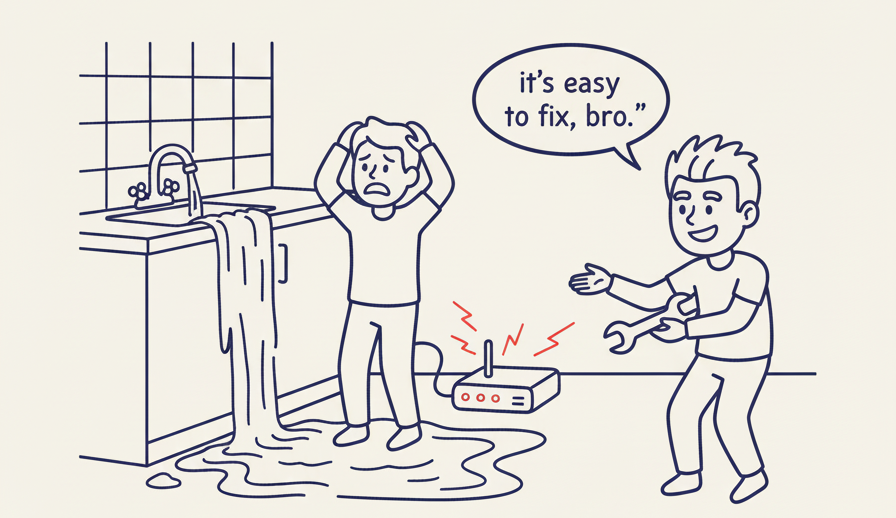 it’s easy
to fix, bro.”